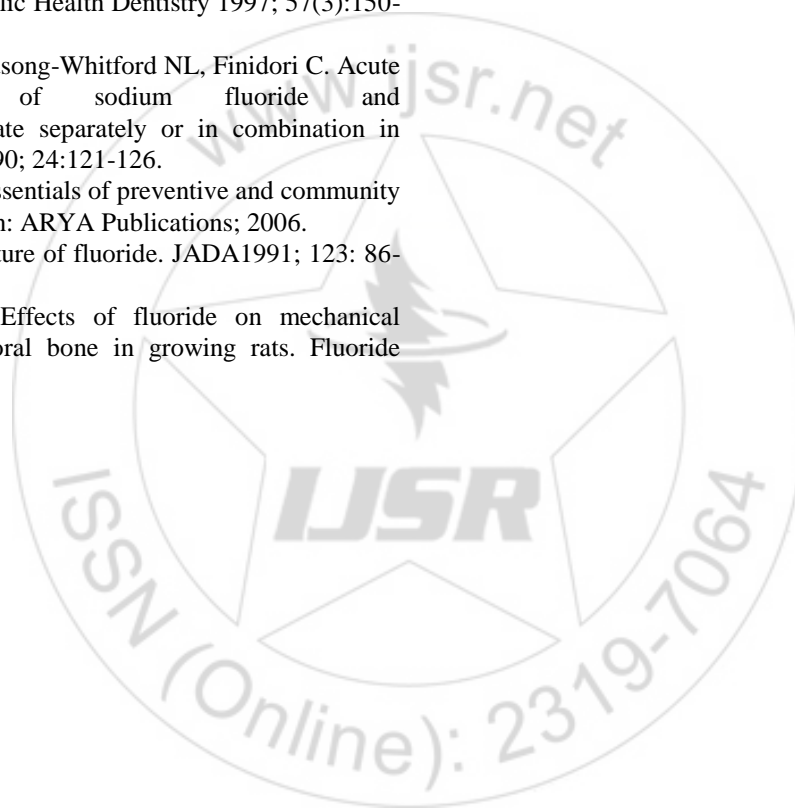 lic Health Dentistry 1997; 57(3):150-
song-Whitford NL, Finidori C. Acute
of sodium fluoride and
ate separately or in combination in
90; 24:121-126.
ssentials of preventive and community
n: ARYA Publications; 2006.
ture of fluoride. JADA1991; 123: 86-
Effects of fluoride on mechanical
oral bone in growing rats. Fluoride
www.ijsr.net
IJSR
ISSN (Online): 2319-7064